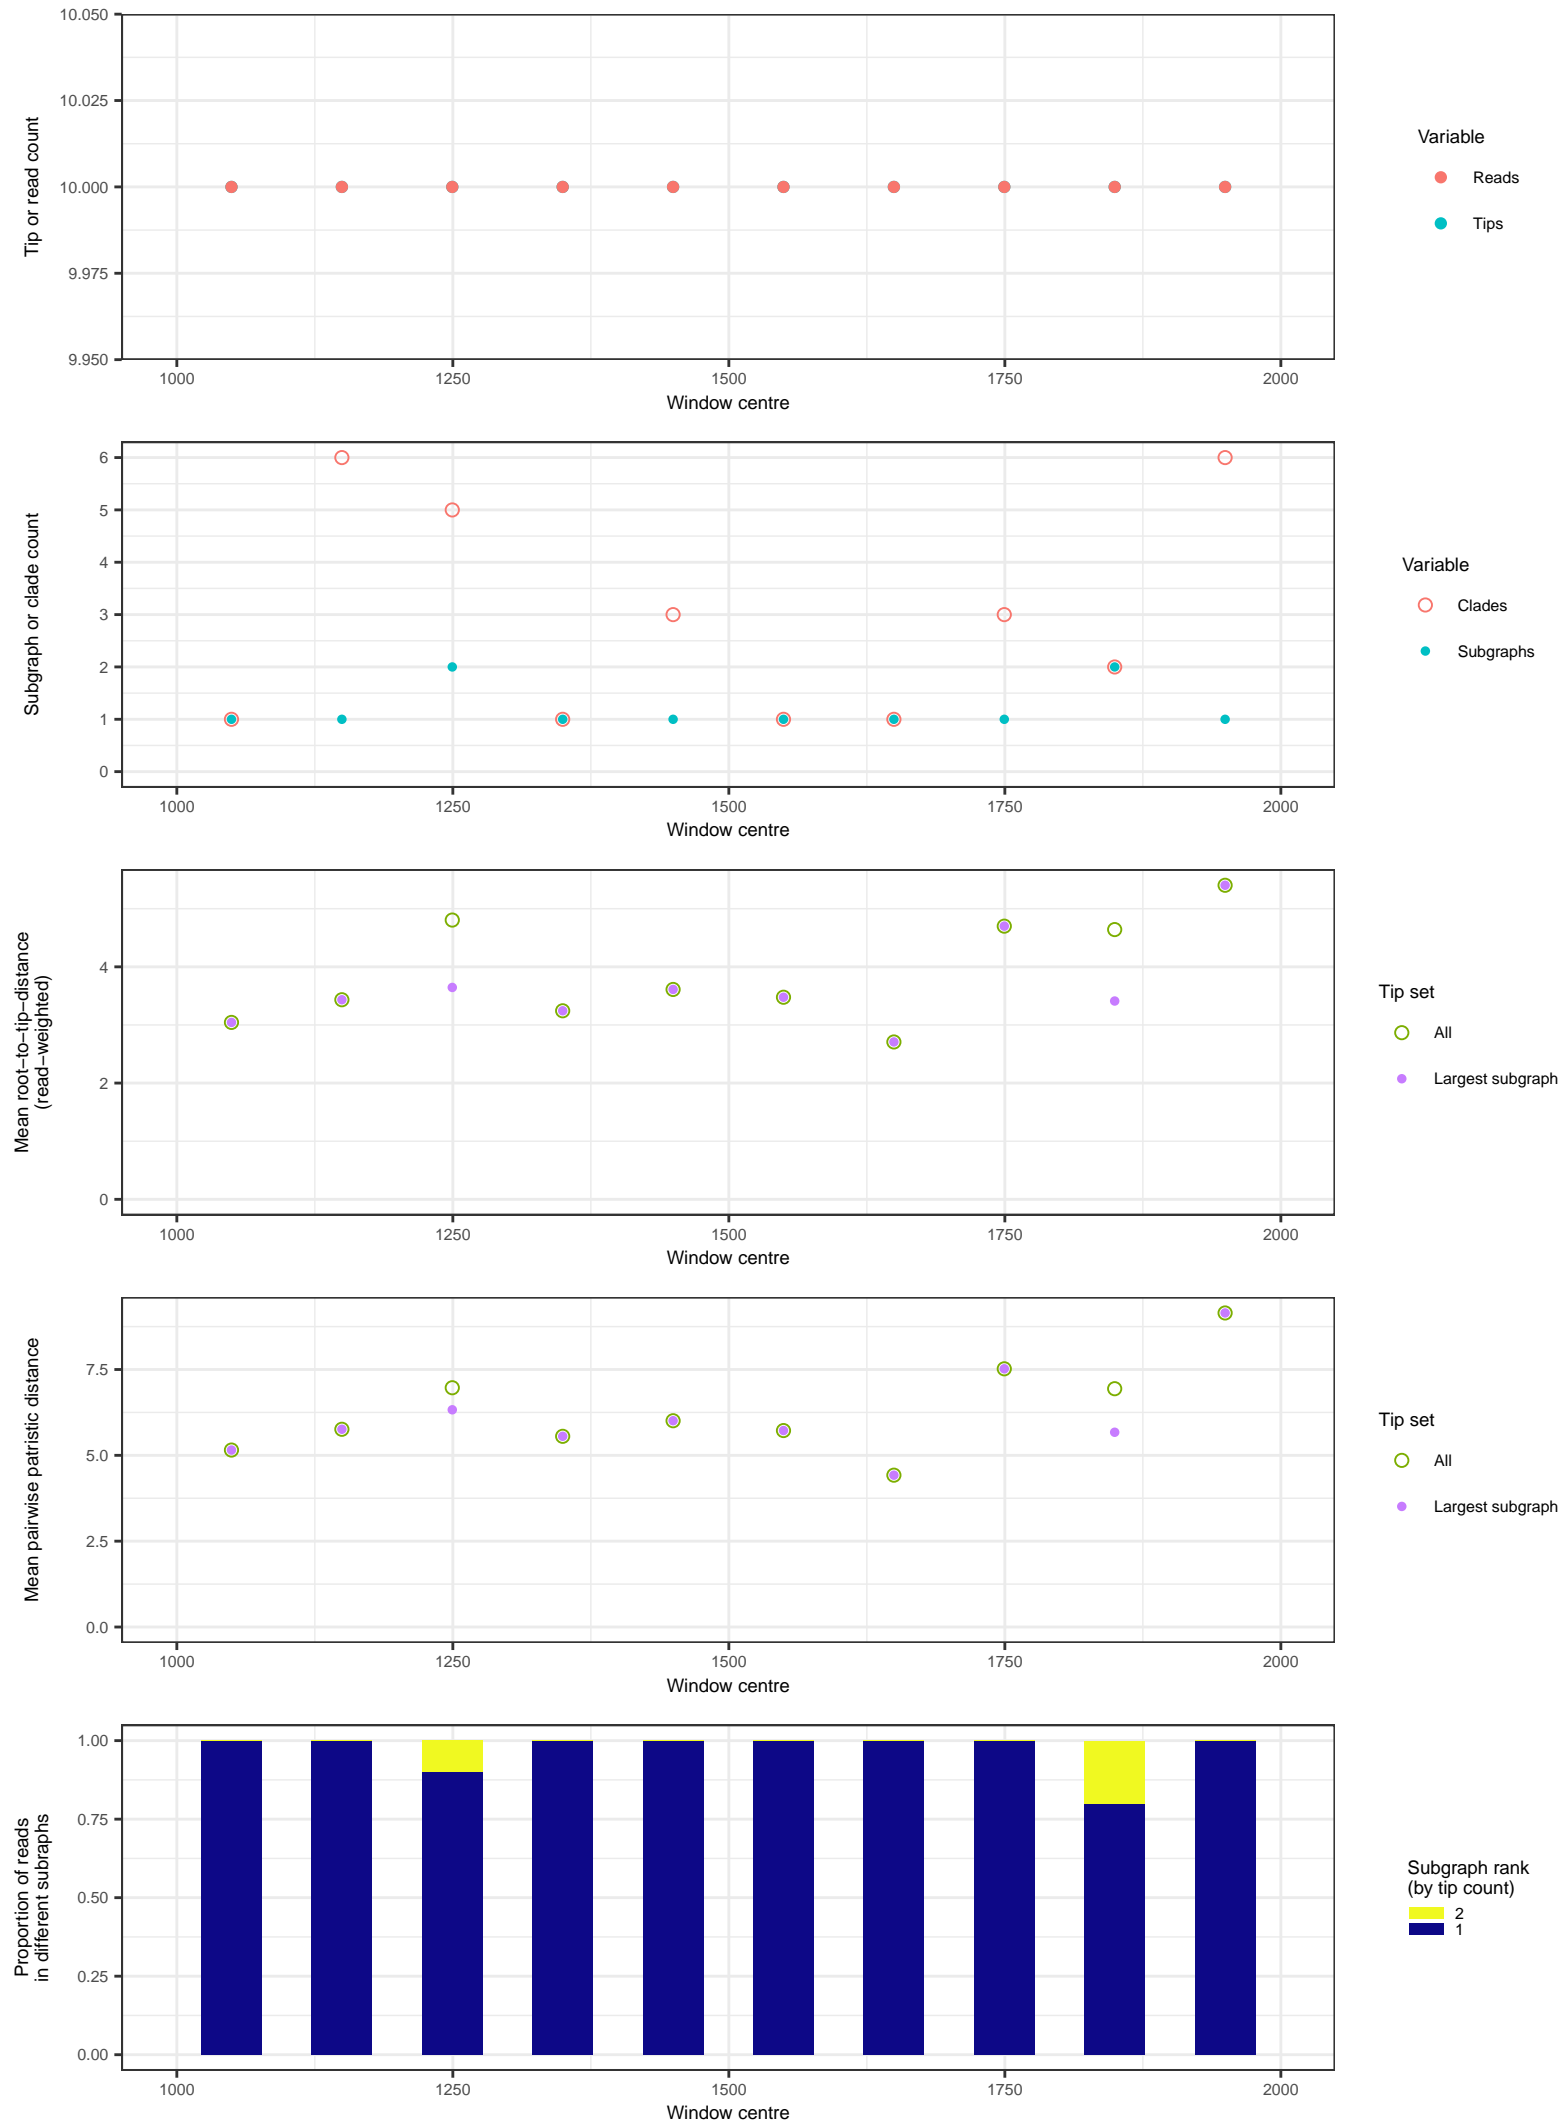 10.050
10.025
10.000
9.975
9.950
Tip or read count
1000 1250 1500 1750 2000
Window centre
Variable
Reads
Tips
6
5
4
3
2
1
0
Subgraph or clade count
1000 1250 1500 1750 2000
Window centre
Variable
Clades
Subgraphs
4
2
0
Mean root−to−tip−distance
(read−weighted)
1000 1250 1500 1750 2000
Window centre
Tip set
All
Largest subgraph
7.5
5.0
2.5
0.0
Mean pairwise patristic distance
1000 1250 1500 1750 2000
Window centre
Tip set
All
Largest subgraph
1.00
0.75
0.50
0.25
0.00
Proportion of reads
in different subraphs
1000 1250 1500 1750 2000
Window centre
Subgraph rank
(by tip count)
2
1